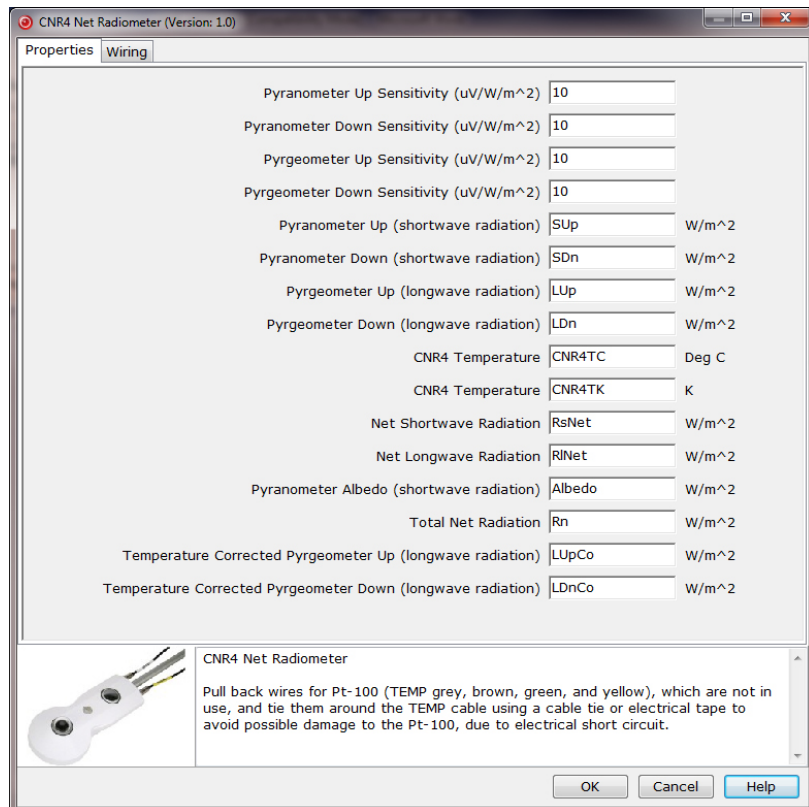 CNR4 Net Radiometer (Version: 1.0)
Properties Wiring
Pyranometer Up Sensitivity (uV/W/m^2) 10
Pyranometer Down Sensitivity (uV/W/m^2) 10
Pyrgeometer Up Sensitivity (uV/W/m^2) 10
Pyrgeometer Down Sensitivity (uV/W/m^2) 10
Pyranometer Up (shortwave radiation) SUp W/m^2
Pyranometer Down (shortwave radiation) SDn W/m^2
Pyrgeometer Up (longwave radiation) LUp W/m^2
Pyrgeometer Down (longwave radiation) LDn W/m^2
CNR4 Temperature CNR4TC Deg C
CNR4 Temperature CNR4TK K
Net Shortwave Radiation RsNet W/m^2
Net Longwave Radiation RlNet W/m^2
Pyranometer Albedo (shortwave radiation) Albedo W/m^2
Total Net Radiation Rn W/m^2
Temperature Corrected Pyrgeometer Up (longwave radiation) LUpCo W/m^2
Temperature Corrected Pyrgeometer Down (longwave radiation) LDnCo W/m^2
CNR4 Net Radiometer
Pull back wires for Pt-100 (TEMP grey, brown, green, and yellow), which are not in
use, and tie them around the TEMP cable using a cable tie or electrical tape to
avoid possible damage to the Pt-100, due to electrical short circuit.
OK Cancel Help